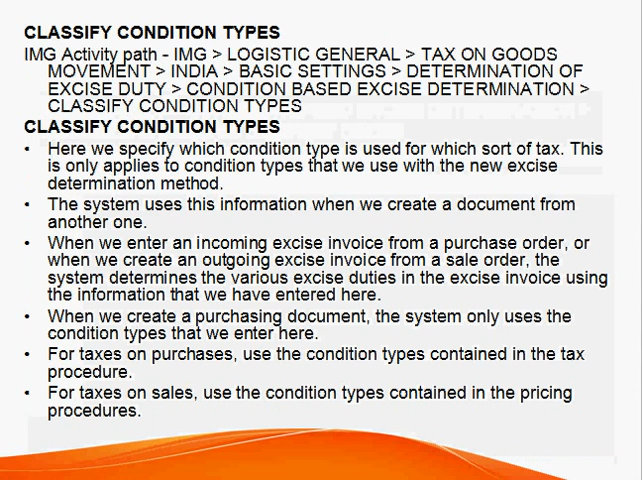 CLASSIFY CONDITION TYPES
IMG Activity path - IMG > LOGISTIC GENERAL > TAX ON GOODS
MOVEMENT > INDIA > BASIC SETTINGS > DETERMINATION OF
EXCISE DUTY > CONDITION BASED EXCISE DETERMINATION >
CLASSIFY CONDITION TYPES
CLASSIFY CONDITION TYPES
• Here we specify which condition type is used for which sort of tax. This
is only applies to condition types that we use with the new excise
determination method.
• The system uses this information when we create a document from
another one.
• When we enter an incoming excise invoice from a purchase order, or
when we create an outgoing excise invoice from a sale order, the
system determines the various excise duties in the excise invoice using
the information that we have entered here.
• When we create a purchasing document, the system only uses the
condition types that we enter here.
• For taxes on purchases, use the condition types contained in the tax
procedure.
• For taxes on sales, use the condition types contained in the pricing
procedures.